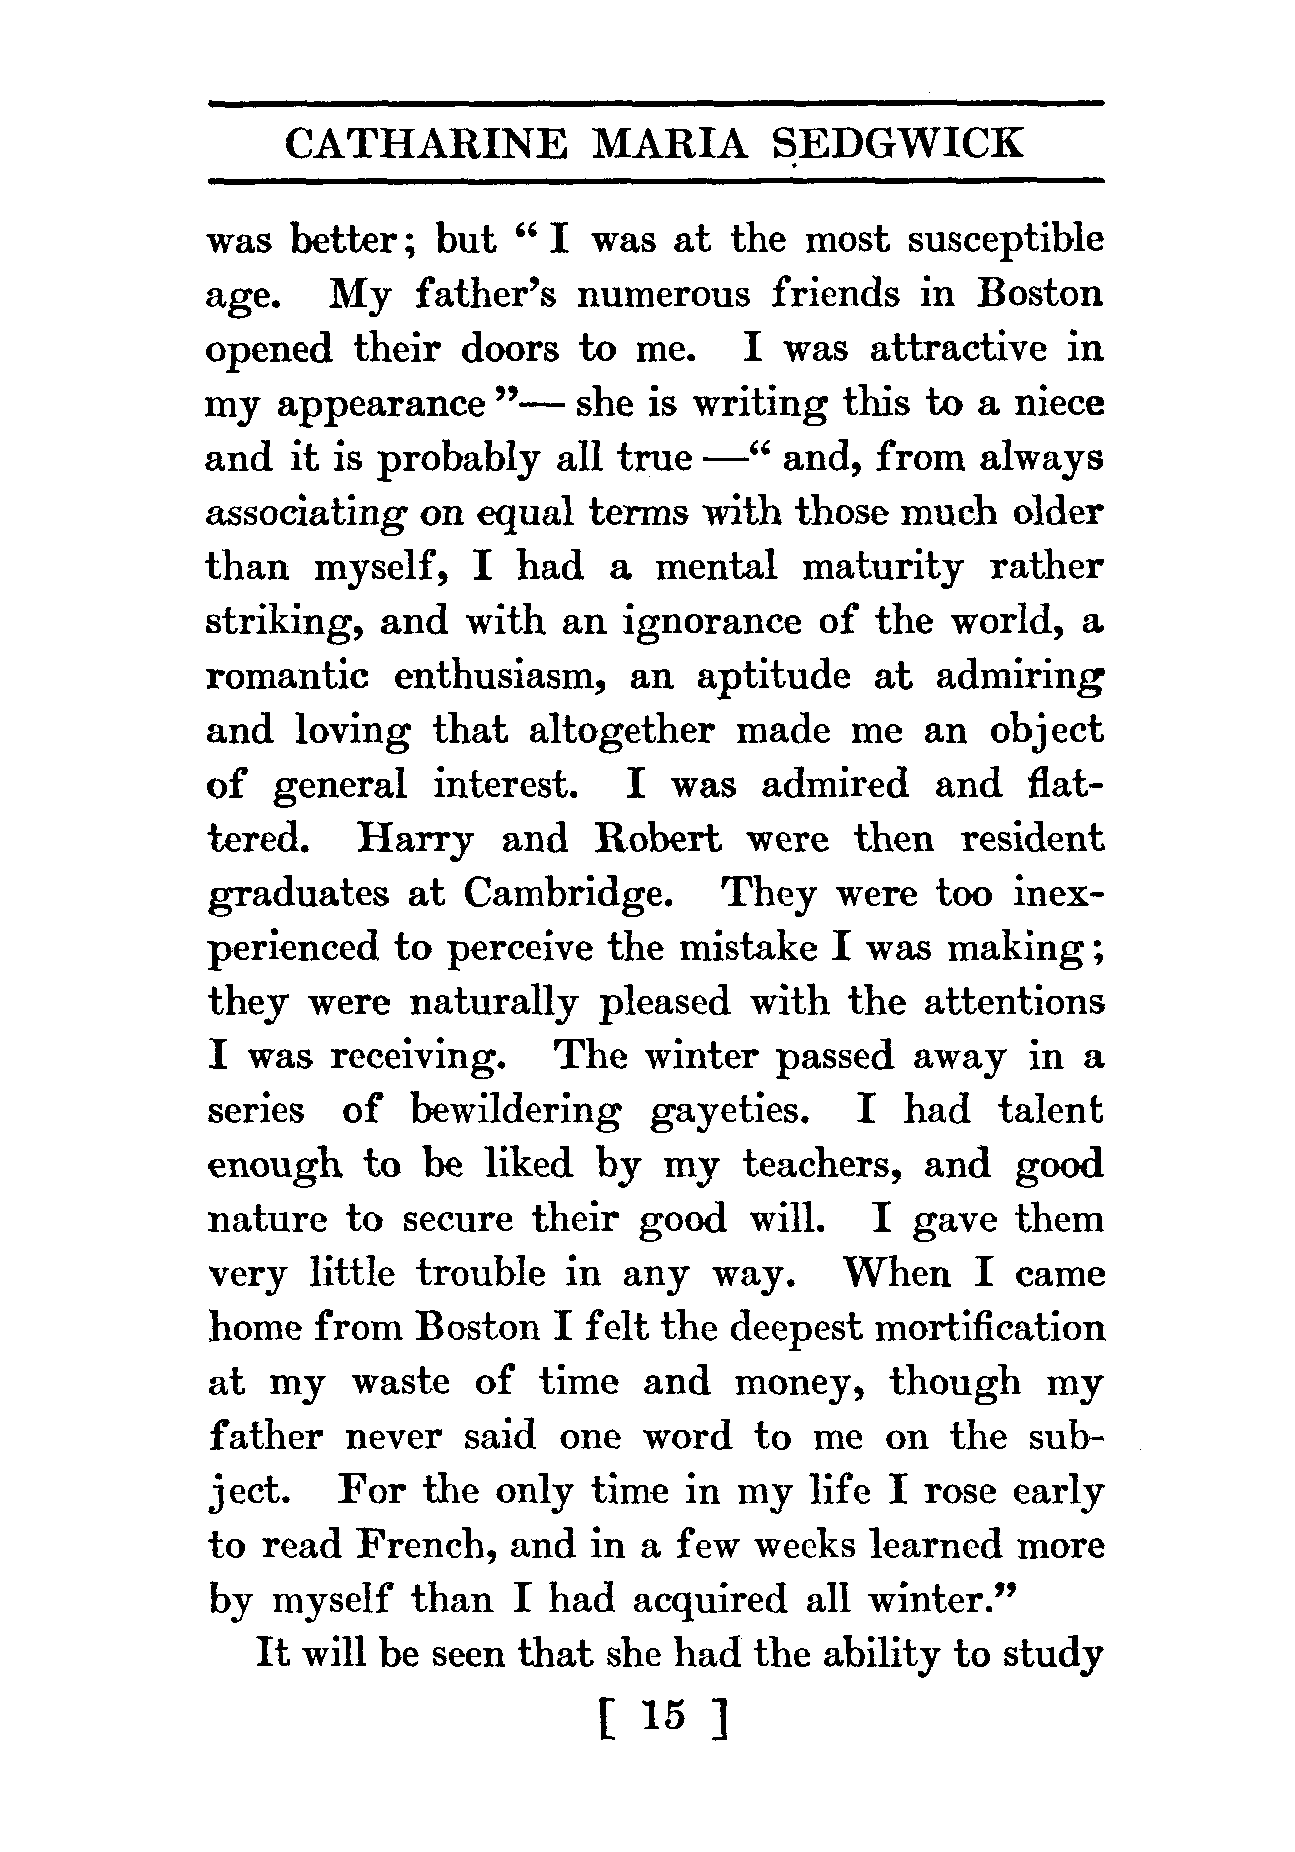 CATHARINE MARIA SEDGWICK
was better; but “ I was at the most susceptible
age. My father’s numerous friends in Boston
opened their doors to me. I was attractive in
my appearance ”— she is writing this to a niece
and it is probably all true —“ and, from always
associating on equal terms with those much older
than myself, I had a mental maturity rather
striking, and with an ignorance of the world, a
romantic enthusiasm, an aptitude at admiring
and loving that altogether made me an object
of general interest. I was admired and flat-
tered. Harry and Robert were then resident
graduates at Cambridge. They were too inex-
perienced to perceive the mistake I was making;
they were naturally pleased with the attentions
I was receiving. The winter passed away in a
series of bewildering gayeties. I had talent
enough to be liked by my teachers, and good
nature to secure their good will. I gave them
very little trouble in any way. When I came
home from Boston I felt the deepest mortification
at my waste of time and money, though my
father never said one word to me on the sub-
ject. For the only time in my life I rose early
to read French, and in a few weeks learned more
by myself than I had acquired all winter.”
It will be seen that she had the ability to study
[ 15 ]